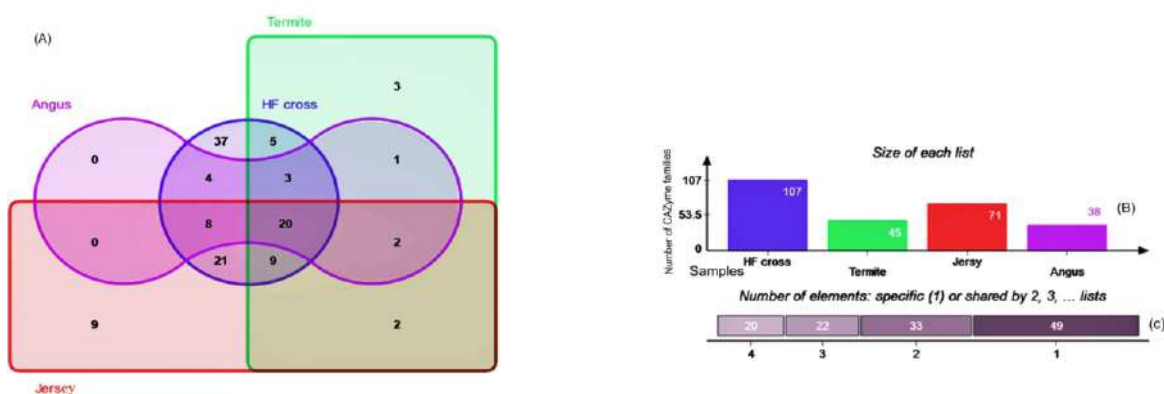 Termite
(A)
3
Angus
HF cross
37
5
0
1
4
3
8
20
0
2
21
9
9
2
Jersey
Size of each list
Number of CAZyme families
107
53.5
0
107
45
71
38
(B)
Samples
HF cross
Termite
Jersy
Angus
Number of elements: specific (1) or shared by 2, 3, ... lists
20
22
33
49
(c)
4
3
2
1